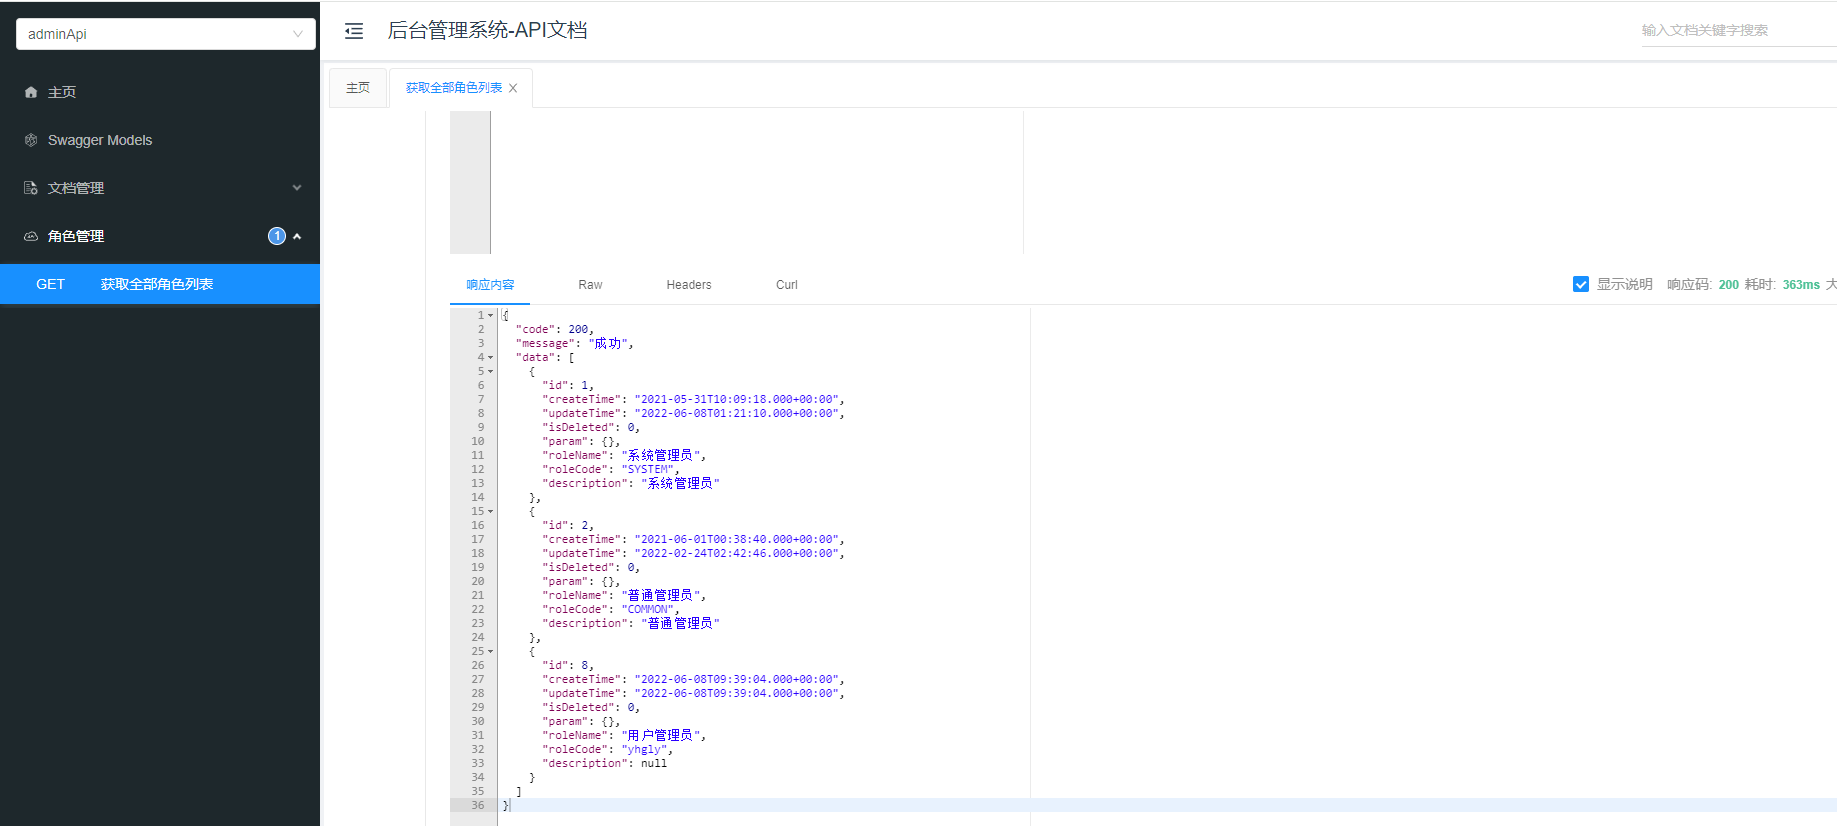 adminApi
后台管理系统-API文档
输入文档关键字搜索
主页
Swagger Models
文档管理
角色管理
1
GET 获取全部角色列表
主页
获取全部角色列表
响应内容
Raw
Headers
Curl
显示说明 响应码: 200 耗时: 363ms 大
1 {
2 "code": 200,
3 "message": "成功",
4 "data": [
5 {
6 "id": 1,
7 "createTime": "2021-05-31T10:09:18.000+00:00",
8 "updateTime": "2022-06-08T01:21:10.000+00:00",
9 "isDeleted": 0,
10 "param": {},
11 "roleName": "系统管理员",
12 "roleCode": "SYSTEM",
13 "description": "系统管理员"
14 },
15 {
16 "id": 2,
17 "createTime": "2021-06-01T00:38:40.000+00:00",
18 "updateTime": "2022-02-24T02:42:46.000+00:00",
19 "isDeleted": 0,
20 "param": {},
21 "roleName": "普通管理员",
22 "roleCode": "COMMON",
23 "description": "普通管理员"
24 },
25 {
26 "id": 8,
27 "createTime": "2022-06-08T09:39:04.000+00:00",
28 "updateTime": "2022-06-08T09:39:04.000+00:00",
29 "isDeleted": 0,
30 "param": {},
31 "roleName": "用户管理员",
32 "roleCode": "yhgly",
33 "description": null
34 }
35 ]
36 }